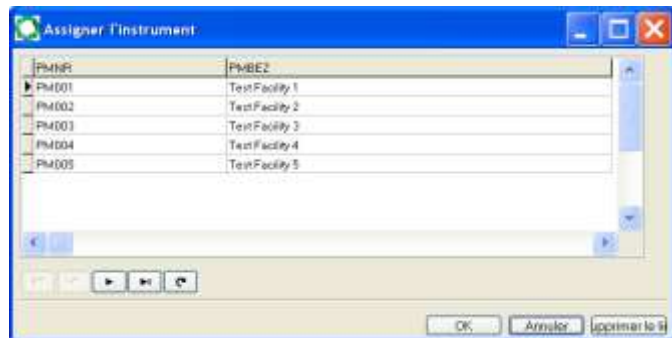 Assigner l'instrument
PMNR PMBEZ
PM001 Test Facility 1
PM002 Test Facility 2
PM003 Test Facility 3
PM004 Test Facility 4
PM005 Test Facility 5
OK Annuler upprimer le li